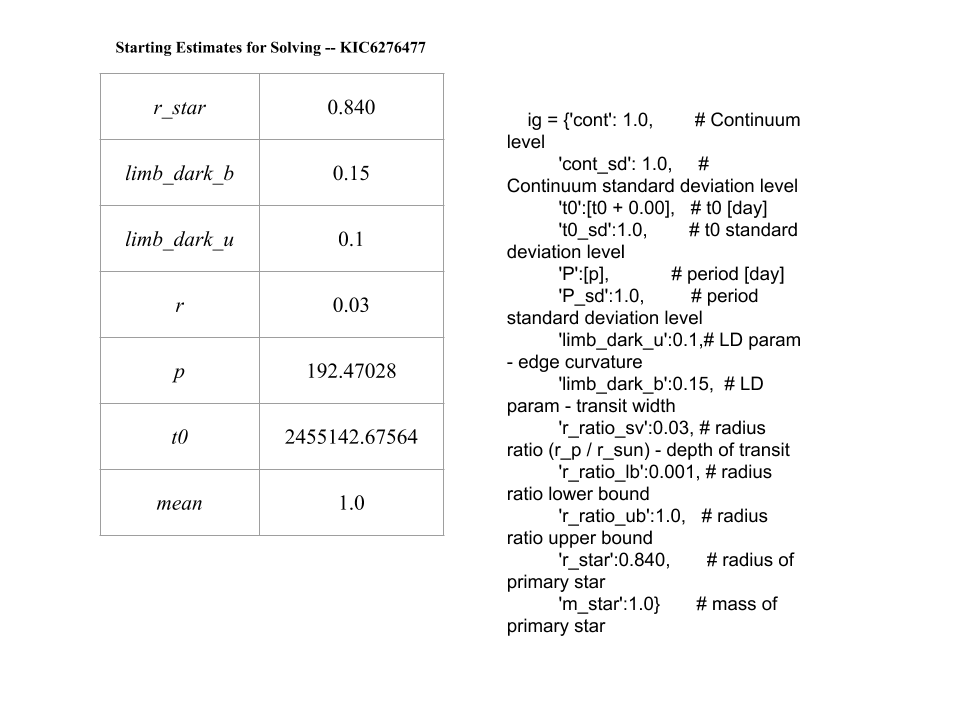 Starting Estimates for Solving -- KIC6276477
r_star 0.840
limb_dark_b 0.15
limb_dark_u 0.1
r 0.03
p 192.47028
t0 2455142.67564
mean 1.0
ig = {'cont': 1.0, # Continuum
level
'cont_sd': 1.0, #
Continuum standard deviation level
't0':[t0 + 0.00], # t0 [day]
't0_sd':1.0, # t0 standard
deviation level
'P':[p], # period [day]
'P_sd':1.0, # period
standard deviation level
'limb_dark_u':0.1,# LD param
- edge curvature
'limb_dark_b':0.15, # LD
param - transit width
'r_ratio_sv':0.03, # radius
ratio (r_p / r_sun) - depth of transit
'r_ratio_lb':0.001, # radius
ratio lower bound
'r_ratio_ub':1.0, # radius
ratio upper bound
'r_star':0.840, # radius of
primary star
'm_star':1.0} # mass of
primary star